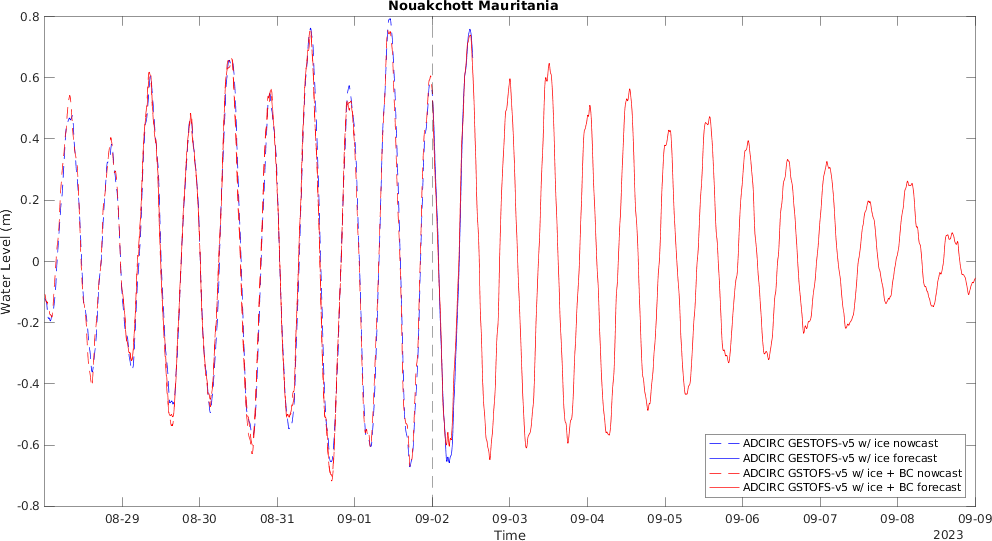 Nouakchott Mauritania
0.8
0.6
0.4
0.2
0
-0.2
-0.4
-0.6
-0.8
Water Level (m)
ADCIRC GESTOFS-v5 w/ ice nowcast
ADCIRC GESTOFS-v5 w/ ice forecast
ADCIRC GSTOFS-v5 w/ ice + BC nowcast
ADCIRC GSTOFS-v5 w/ ice + BC forecast
08-29 08-30 08-31 09-01 09-02 09-03 09-04 09-05 09-06 09-07 09-08 09-09
Time
2023